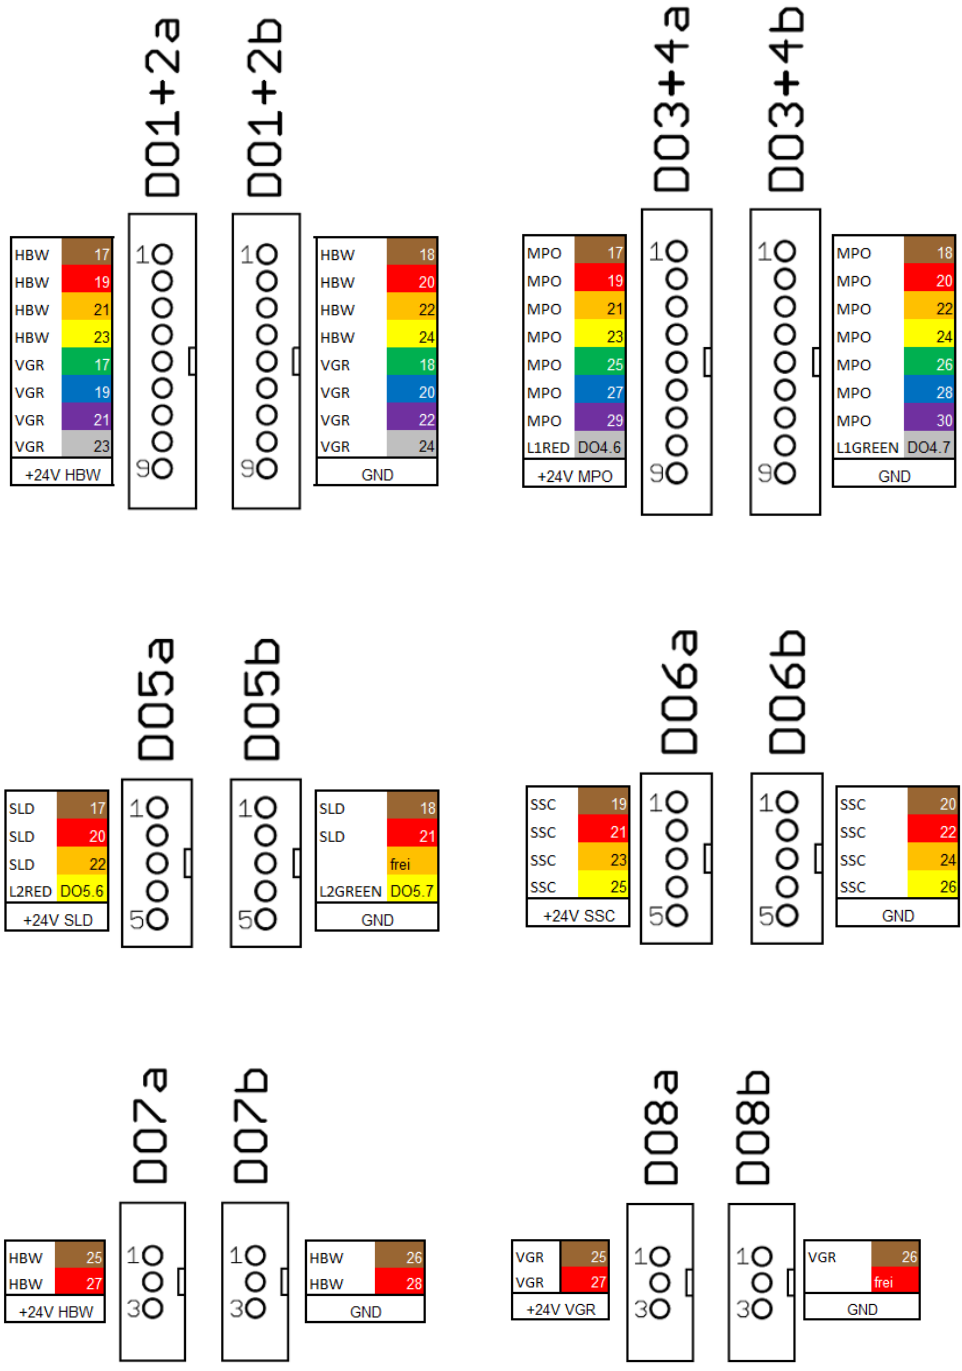 DO1+2a
DO1+2b
HBW 17
HBW 19
HBW 21
HBW 23
VGR 17
VGR 19
VGR 21
VGR 23
+24V HBW
1
9
1
9
HBW 18
HBW 20
HBW 22
HBW 24
VGR 18
VGR 20
VGR 22
VGR 24
GND
DO3+4a
DO3+4b
MPO 17
MPO 19
MPO 21
MPO 23
MPO 25
MPO 27
MPO 29
L1RED DO4.6
+24V MPO
1
9
1
9
MPO 18
MPO 20
MPO 22
MPO 24
MPO 26
MPO 28
MPO 30
L1GREEN DO4.7
GND
DO5a
DO5b
SLD 17
SLD 20
SLD 22
L2RED DO5.6
+24V SLD
1
5
1
5
SLD 18
SLD 21
frei
L2GREEN DO5.7
GND
DO6a
DO6b
SSC 19
SSC 21
SSC 23
SSC 25
+24V SSC
1
5
1
5
SSC 20
SSC 22
SSC 24
SSC 26
GND
DO7a
DO7b
HBW 25
HBW 27
+24V HBW
1
3
1
3
HBW 26
HBW 28
GND
DO8a
DO8b
VGR 25
VGR 27
+24V VGR
1
3
1
3
VGR 26
frei
GND